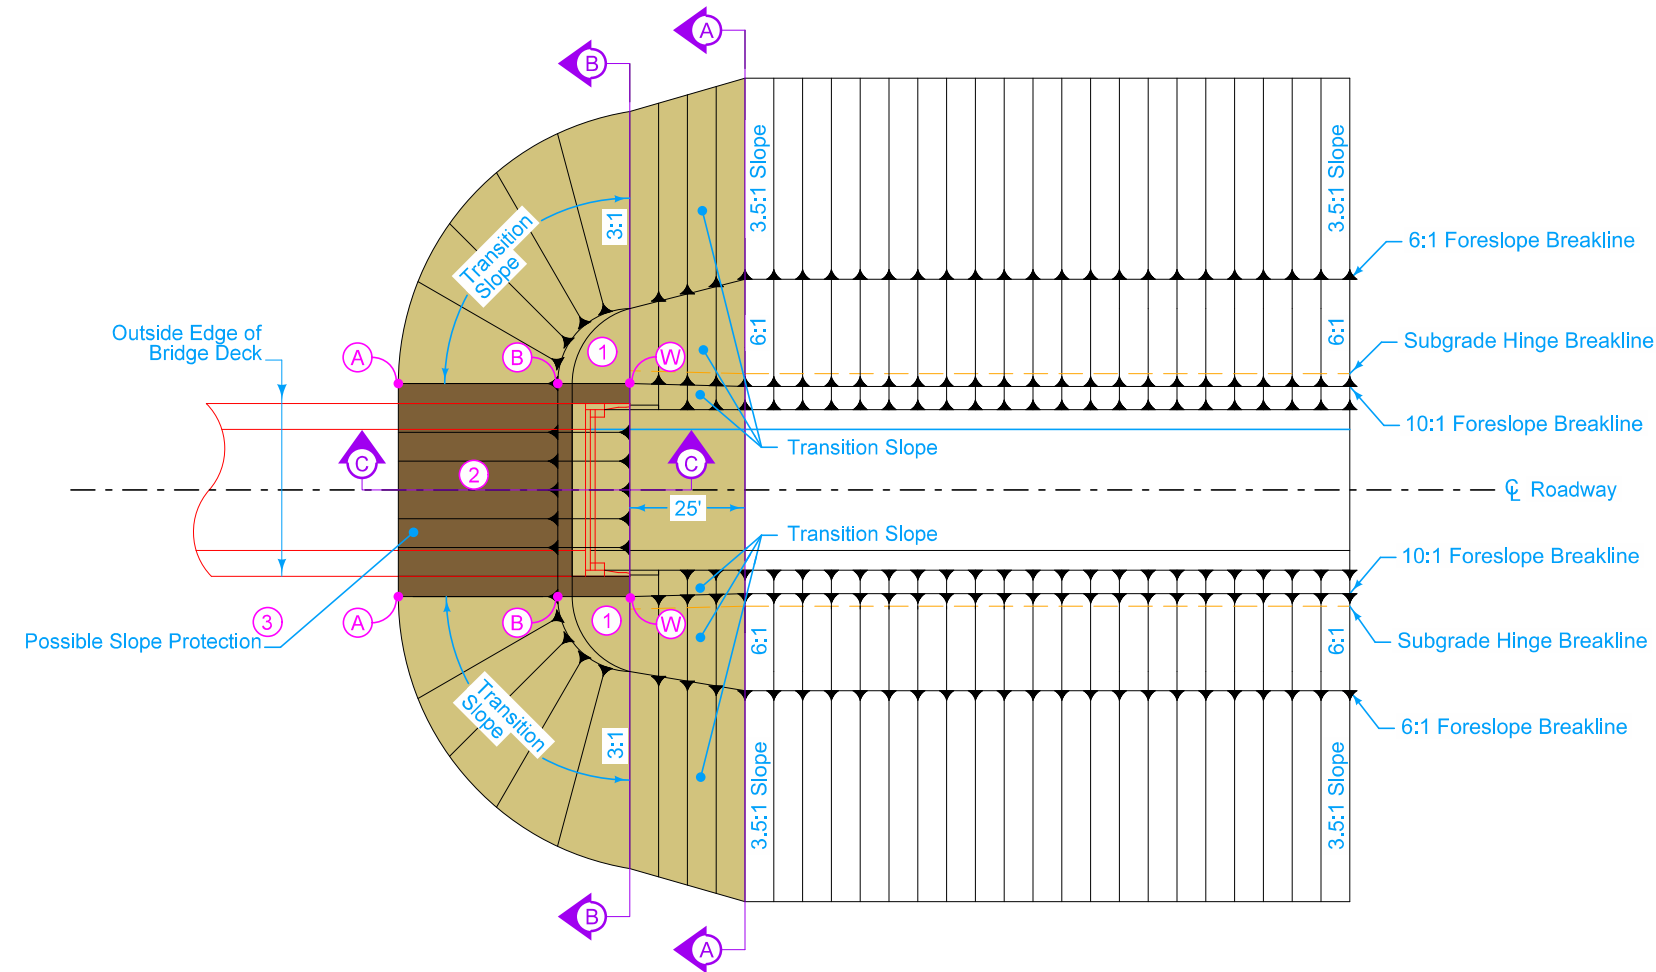 A
B
3.5:1 Slope
3.5:1 Slope
Transition
Slope
3:1
6:1 Foreslope Breakline
Outside Edge of
Bridge Deck
6:1
6:1
Subgrade Hinge Breakline
A
B
1
W
10:1 Foreslope Breakline
Transition Slope
C
2
C
℄ Roadway
25'
Transition Slope
10:1 Foreslope Breakline
3
A
B
1
W
Possible Slope Protection
6:1
6:1
Subgrade Hinge Breakline
Transition
Slope
3:1
6:1 Foreslope Breakline
3.5:1 Slope
3.5:1 Slope
B
A